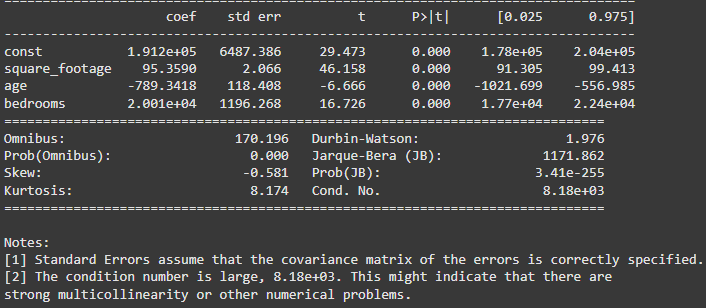 ==============================================================================
                   coef    std err          t      P>|t|      [0.025      0.975]
------------------------------------------------------------------------------
const          1.912e+05   6487.386     29.473      0.000    1.78e+05    2.04e+05
square_footage   95.3590      2.066     46.158      0.000      91.305      99.413
age            -789.3418    118.408     -6.666      0.000   -1021.699    -556.985
bedrooms       2.001e+04   1196.268     16.726      0.000    1.77e+04    2.24e+04
==============================================================================
Omnibus:                      170.196   Durbin-Watson:                   1.976
Prob(Omnibus):                  0.000   Jarque-Bera (JB):             1171.862
Skew:                          -0.581   Prob(JB):                    3.41e-255
Kurtosis:                       8.174   Cond. No.                     8.18e+03
==============================================================================

Notes:
[1] Standard Errors assume that the covariance matrix of the errors is correctly specified.
[2] The condition number is large, 8.18e+03. This might indicate that there are
strong multicollinearity or other numerical problems.